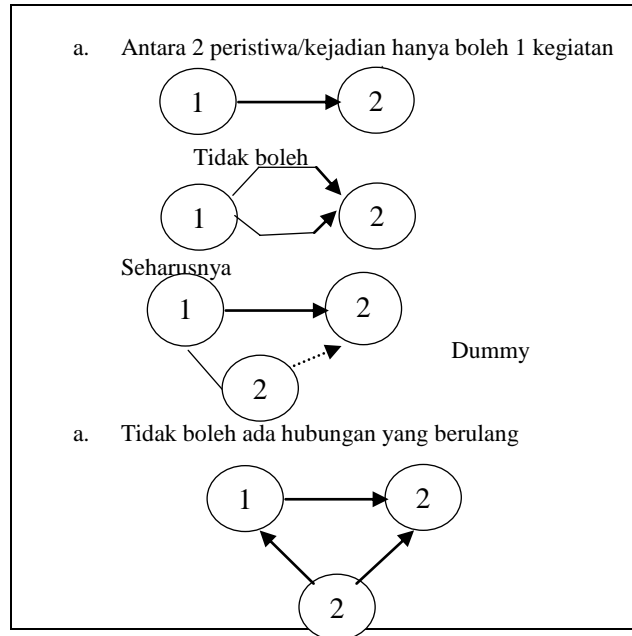 a. Antara 2 peristiwa/kejadian hanya boleh 1 kegiatan
1 2
Tidak boleh
1 2
Seharusnya
1 2
Dummy
2
a. Tidak boleh ada hubungan yang berulang
1 2
2